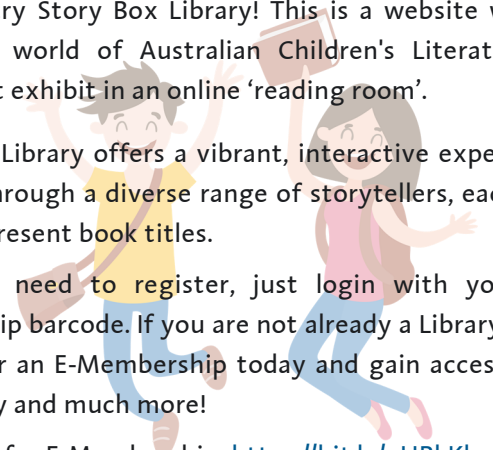 ry Story Box Library! This is a website
world of Australian Children's Literat
exhibit in an online ‘reading room’.
Library offers a vibrant, interactive expe
hrough a diverse range of storytellers, eac
resent book titles.
need to register, just login with yo
ip barcode. If you are not already a Library
r an E-Membership today and gain acces
y and much more!